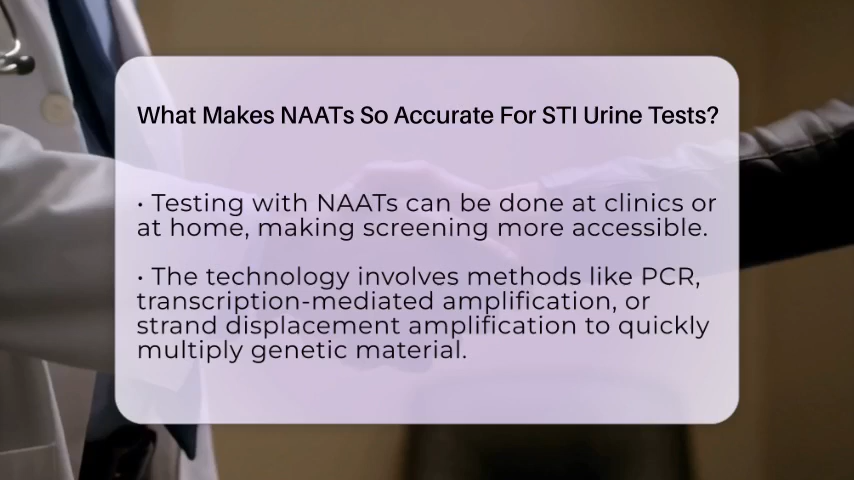 What Makes NAATs So Accurate For STI Urine Tests?
• Testing with NAATs can be done at clinics or
at home, making screening more accessible.
• The technology involves methods like PCR,
transcription-mediated amplification, or
strand displacement amplification to quickly
multiply genetic material.